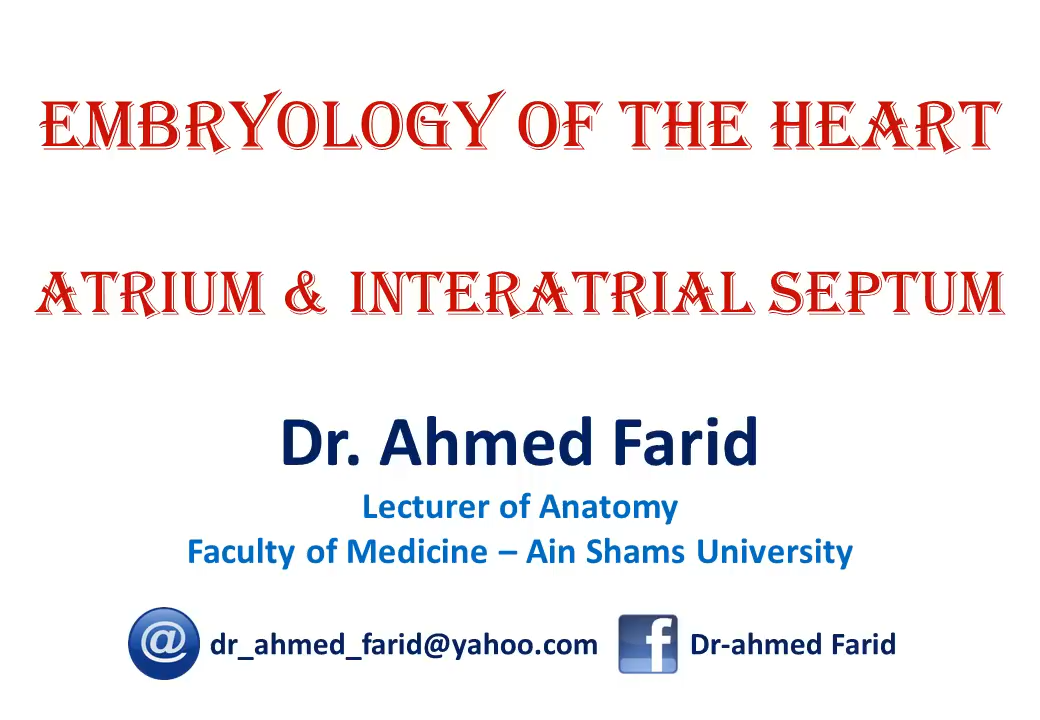 EMBRYOLOGY OF THE HEART
ATRIUM & INTERATRIAL SEPTUM
Dr. Ahmed Farid
Lecturer of Anatomy
Faculty of Medicine – Ain Shams University
@ dr_ahmed_farid@yahoo.com f Dr-ahmed Farid